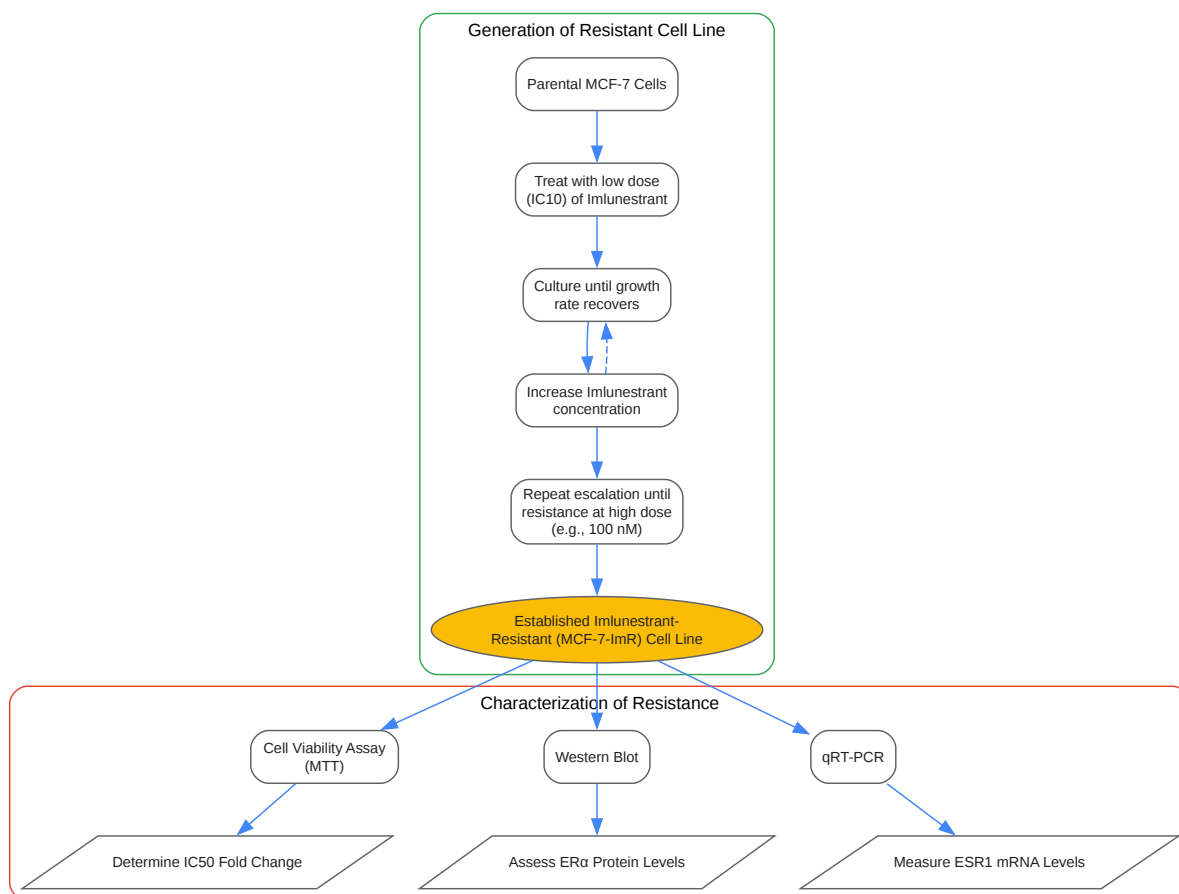 Generation of Resistant Cell Line
Parental MCF-7 Cells
Treat with low dose
(IC10) of Imlunestrant
Culture until growth
rate recovers
Increase Imlunestrant
concentration
Repeat escalation until
resistance at high dose
(e.g., 100 nM)
Established Imlunestrant-
Resistant (MCF-7-ImR) Cell Line
Characterization of Resistance
Cell Viability Assay
(MTT)
Western Blot
qRT-PCR
Determine IC50 Fold Change
Assess ERα Protein Levels
Measure ESR1 mRNA Levels